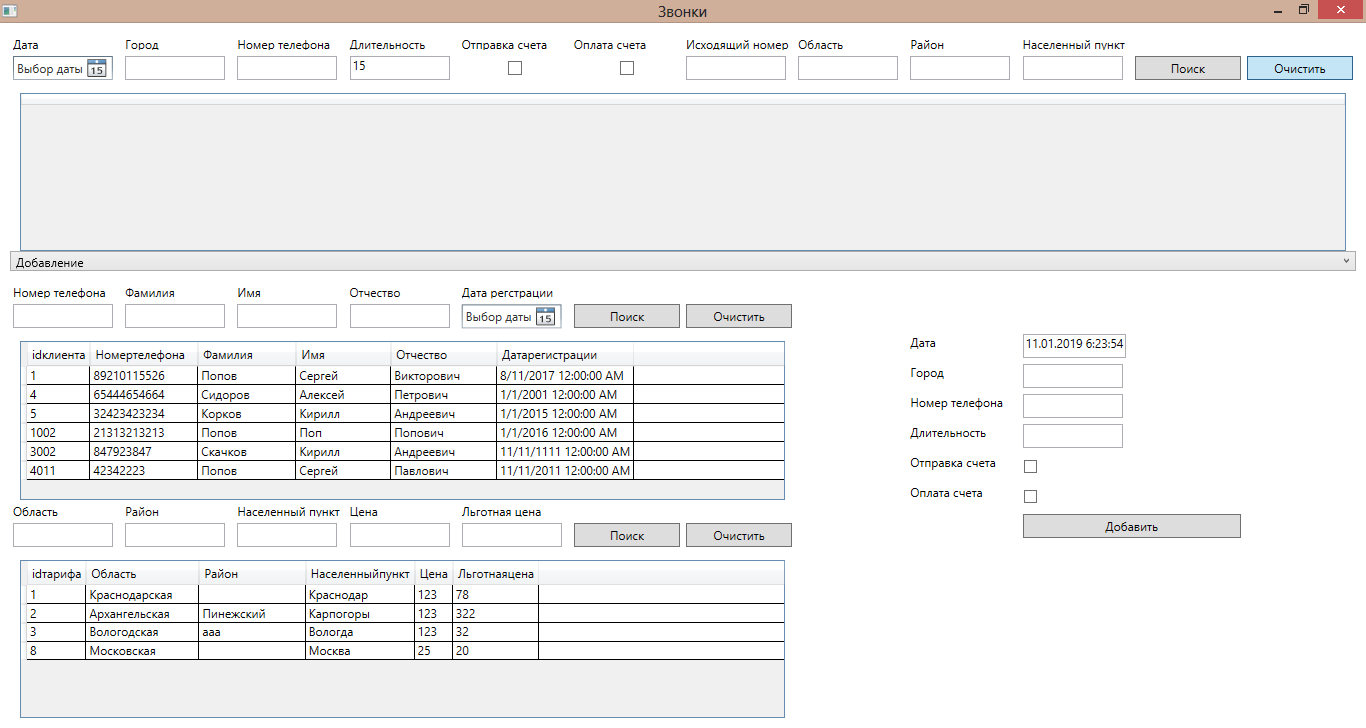 Звонки
Дата Город Номер телефона Длительность Отправка счета Оплата счета Исходящий номер Область Район Населенный пункт
Выбор даты 15 15 Поиск Очистить
Добавление
Номер телефона Фамилия Имя Отчество Дата регстрации
Выбор даты 15 Поиск Очистить
idклиента Номертелефона Фамилия Имя Отчество Датарегистрации
1 89210115526 Попов Сергей Викторович 8/11/2017 12:00:00 AM
4 65444654664 Сидоров Алексей Петрович 1/1/2001 12:00:00 AM
5 32423423234 Корков Кирилл Андреевич 1/1/2015 12:00:00 AM
1002 21313213213 Попов Поп Попович 1/1/2016 12:00:00 AM
3002 847923847 Скачков Кирилл Андреевич 11/11/1111 12:00:00 AM
4011 42342223 Попов Сергей Павлович 11/11/2011 12:00:00 AM
Область Район Населенный пункт Цена Льготная цена
Поиск Очистить
idтарифа Область Район Населенныйпункт Цена Льготнаяцена
1 Краснодарская Краснодар 123 78
2 Архангельская Пинежский Карпогоры 123 322
3 Вологодская ааа Вологда 123 32
8 Московская Москва 25 20
Дата 11.01.2019 6:23:54
Город
Номер телефона
Длительность
Отправка счета
Оплата счета
Добавить